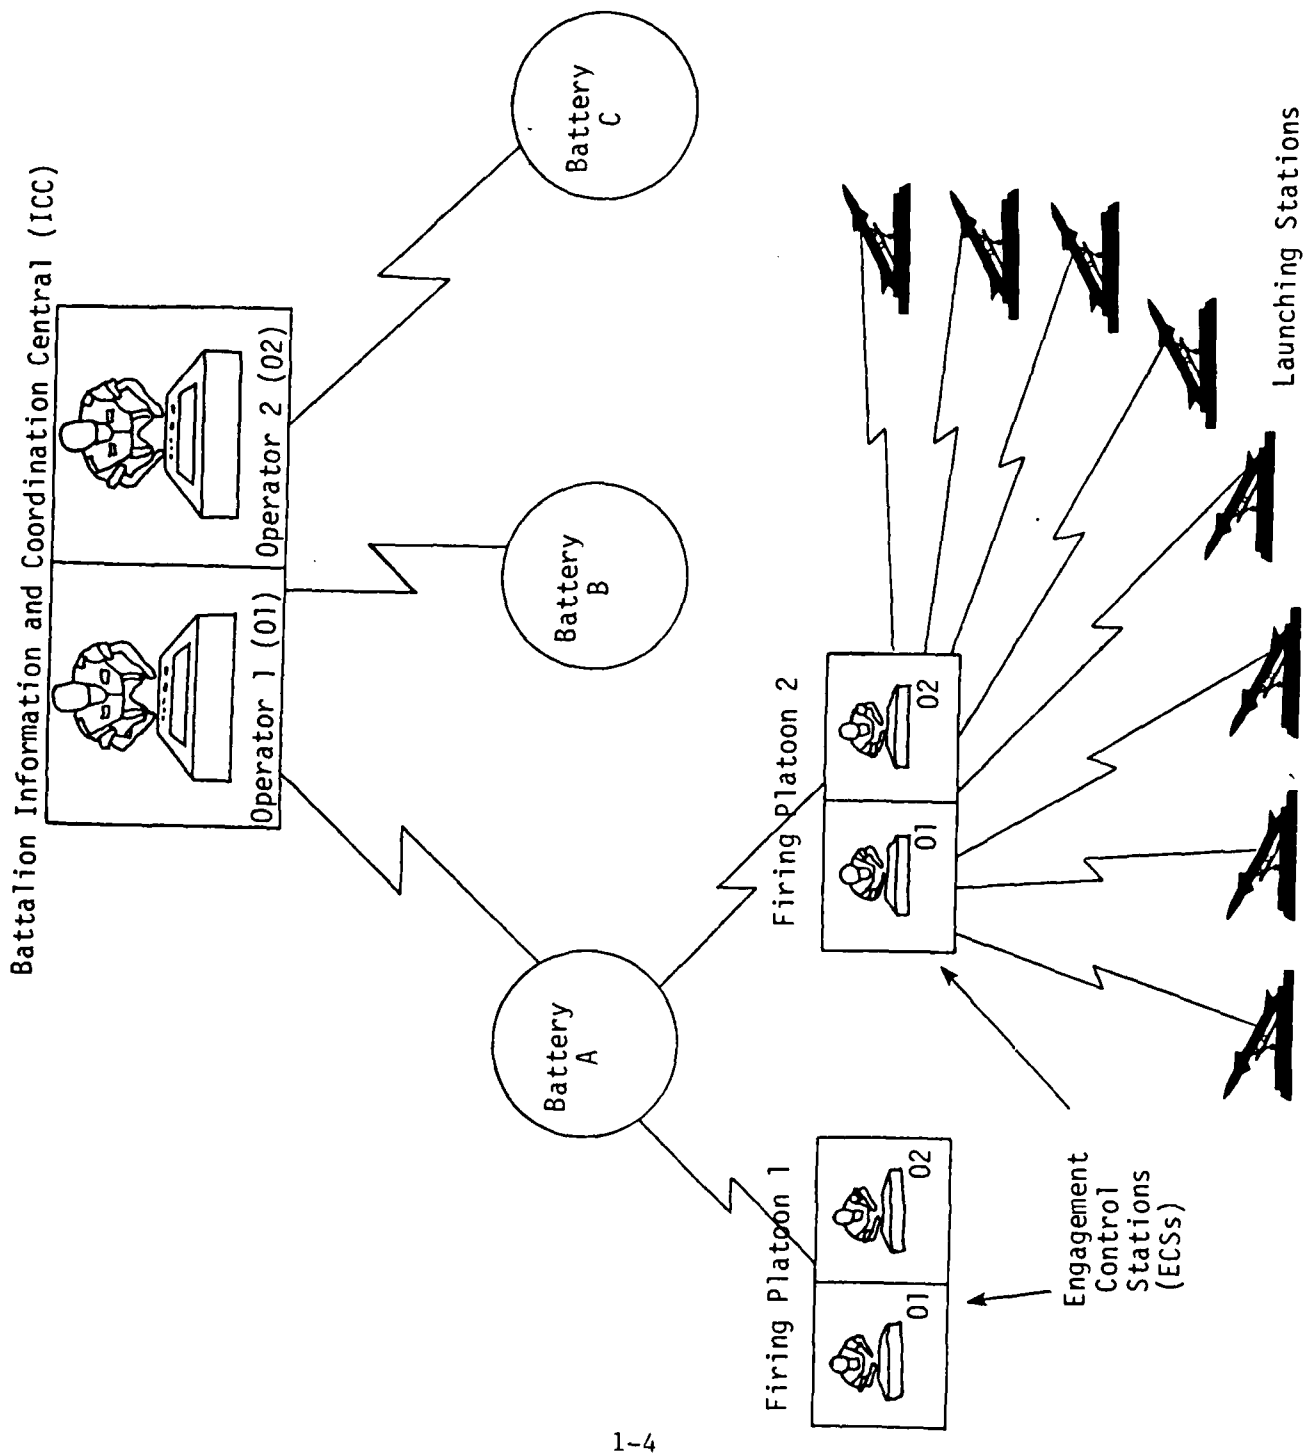 Battalion Information and Coordination Central (ICC)
Operator 1 (O1)
Operator 2 (O2)
Battery
A
Battery
B
Battery
C
Firing Platoon 1
O1
O2
Firing Platoon 2
O1
O2
Engagement
Control
Stations
(ECSs)
Launching Stations
1-4